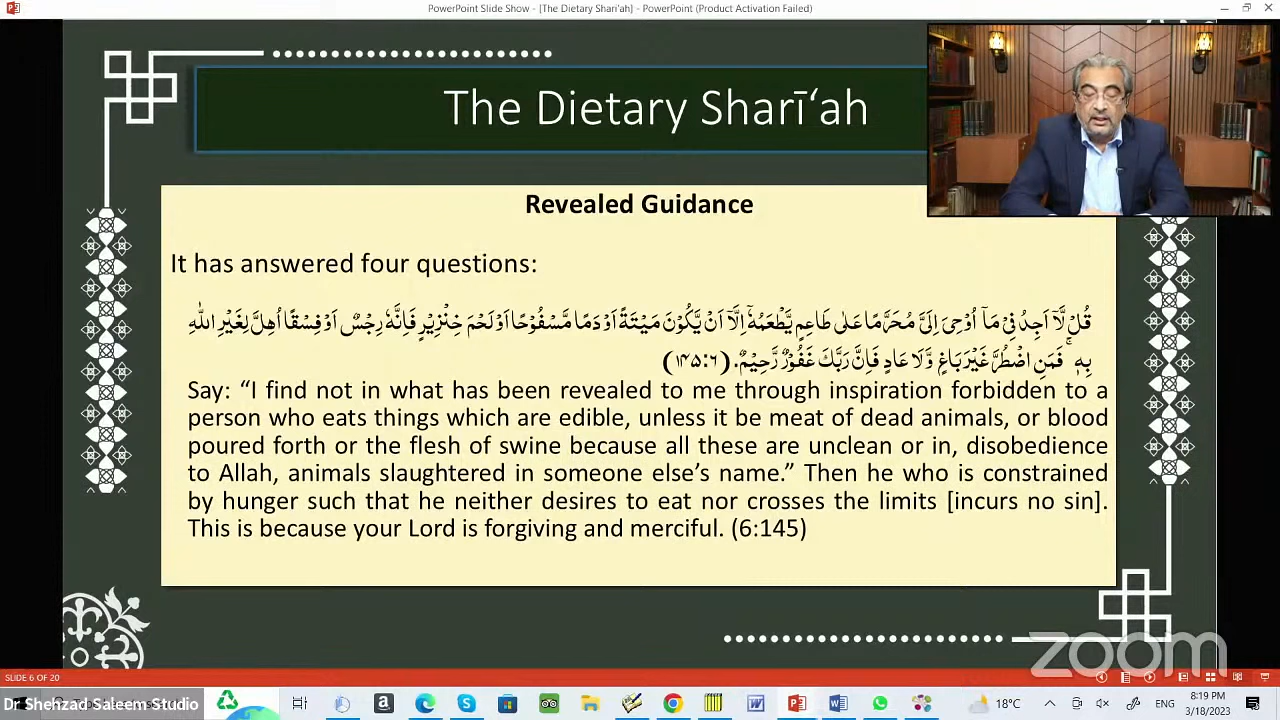 PowerPoint Slide Show - [The Dietary Shari'ah] - PowerPoint (Product Activation Failed)
The Dietary Sharī‘ah
Revealed Guidance
It has answered four questions:
قُلْ لَّآ اَجِدُ فِیْ مَآ اُوْحِیَ اِلَیَّ مُحَرَّمًا عَلٰی طَاعِمٍ یَّطْعَمُهٗٓ اِلَّآ اَنْ یَّكُوْنَ مَیْتَةً اَوْ دَمًا مَّسْفُوْحًا اَوْ لَحْمَ خِنْزِیْرٍ فَاِنَّهٗ رِجْسٌ اَوْ فِسْقًا اُهِلَّ لِغَیْرِ اللّٰهِ
بِهٖ ۚ فَمَنِ اضْطُرَّ غَیْرَ بَاغٍ وَّلَا عَادٍ فَاِنَّ رَبَّكَ غَفُوْرٌ رَّحِیْمٌ. (۶:۱۴۵)
Say: “I find not in what has been revealed to me through inspiration forbidden to a
person who eats things which are edible, unless it be meat of dead animals, or blood
poured forth or the flesh of swine because all these are unclean or in, disobedience
to Allah, animals slaughtered in someone else’s name.” Then he who is constrained
by hunger such that he neither desires to eat nor crosses the limits [incurs no sin].
This is because your Lord is forgiving and merciful. (6:145)
zoom
SLIDE 6 OF 20
Dr Shehzad Saleem Studio
18°C
ENG
8:19 PM
3/18/2023